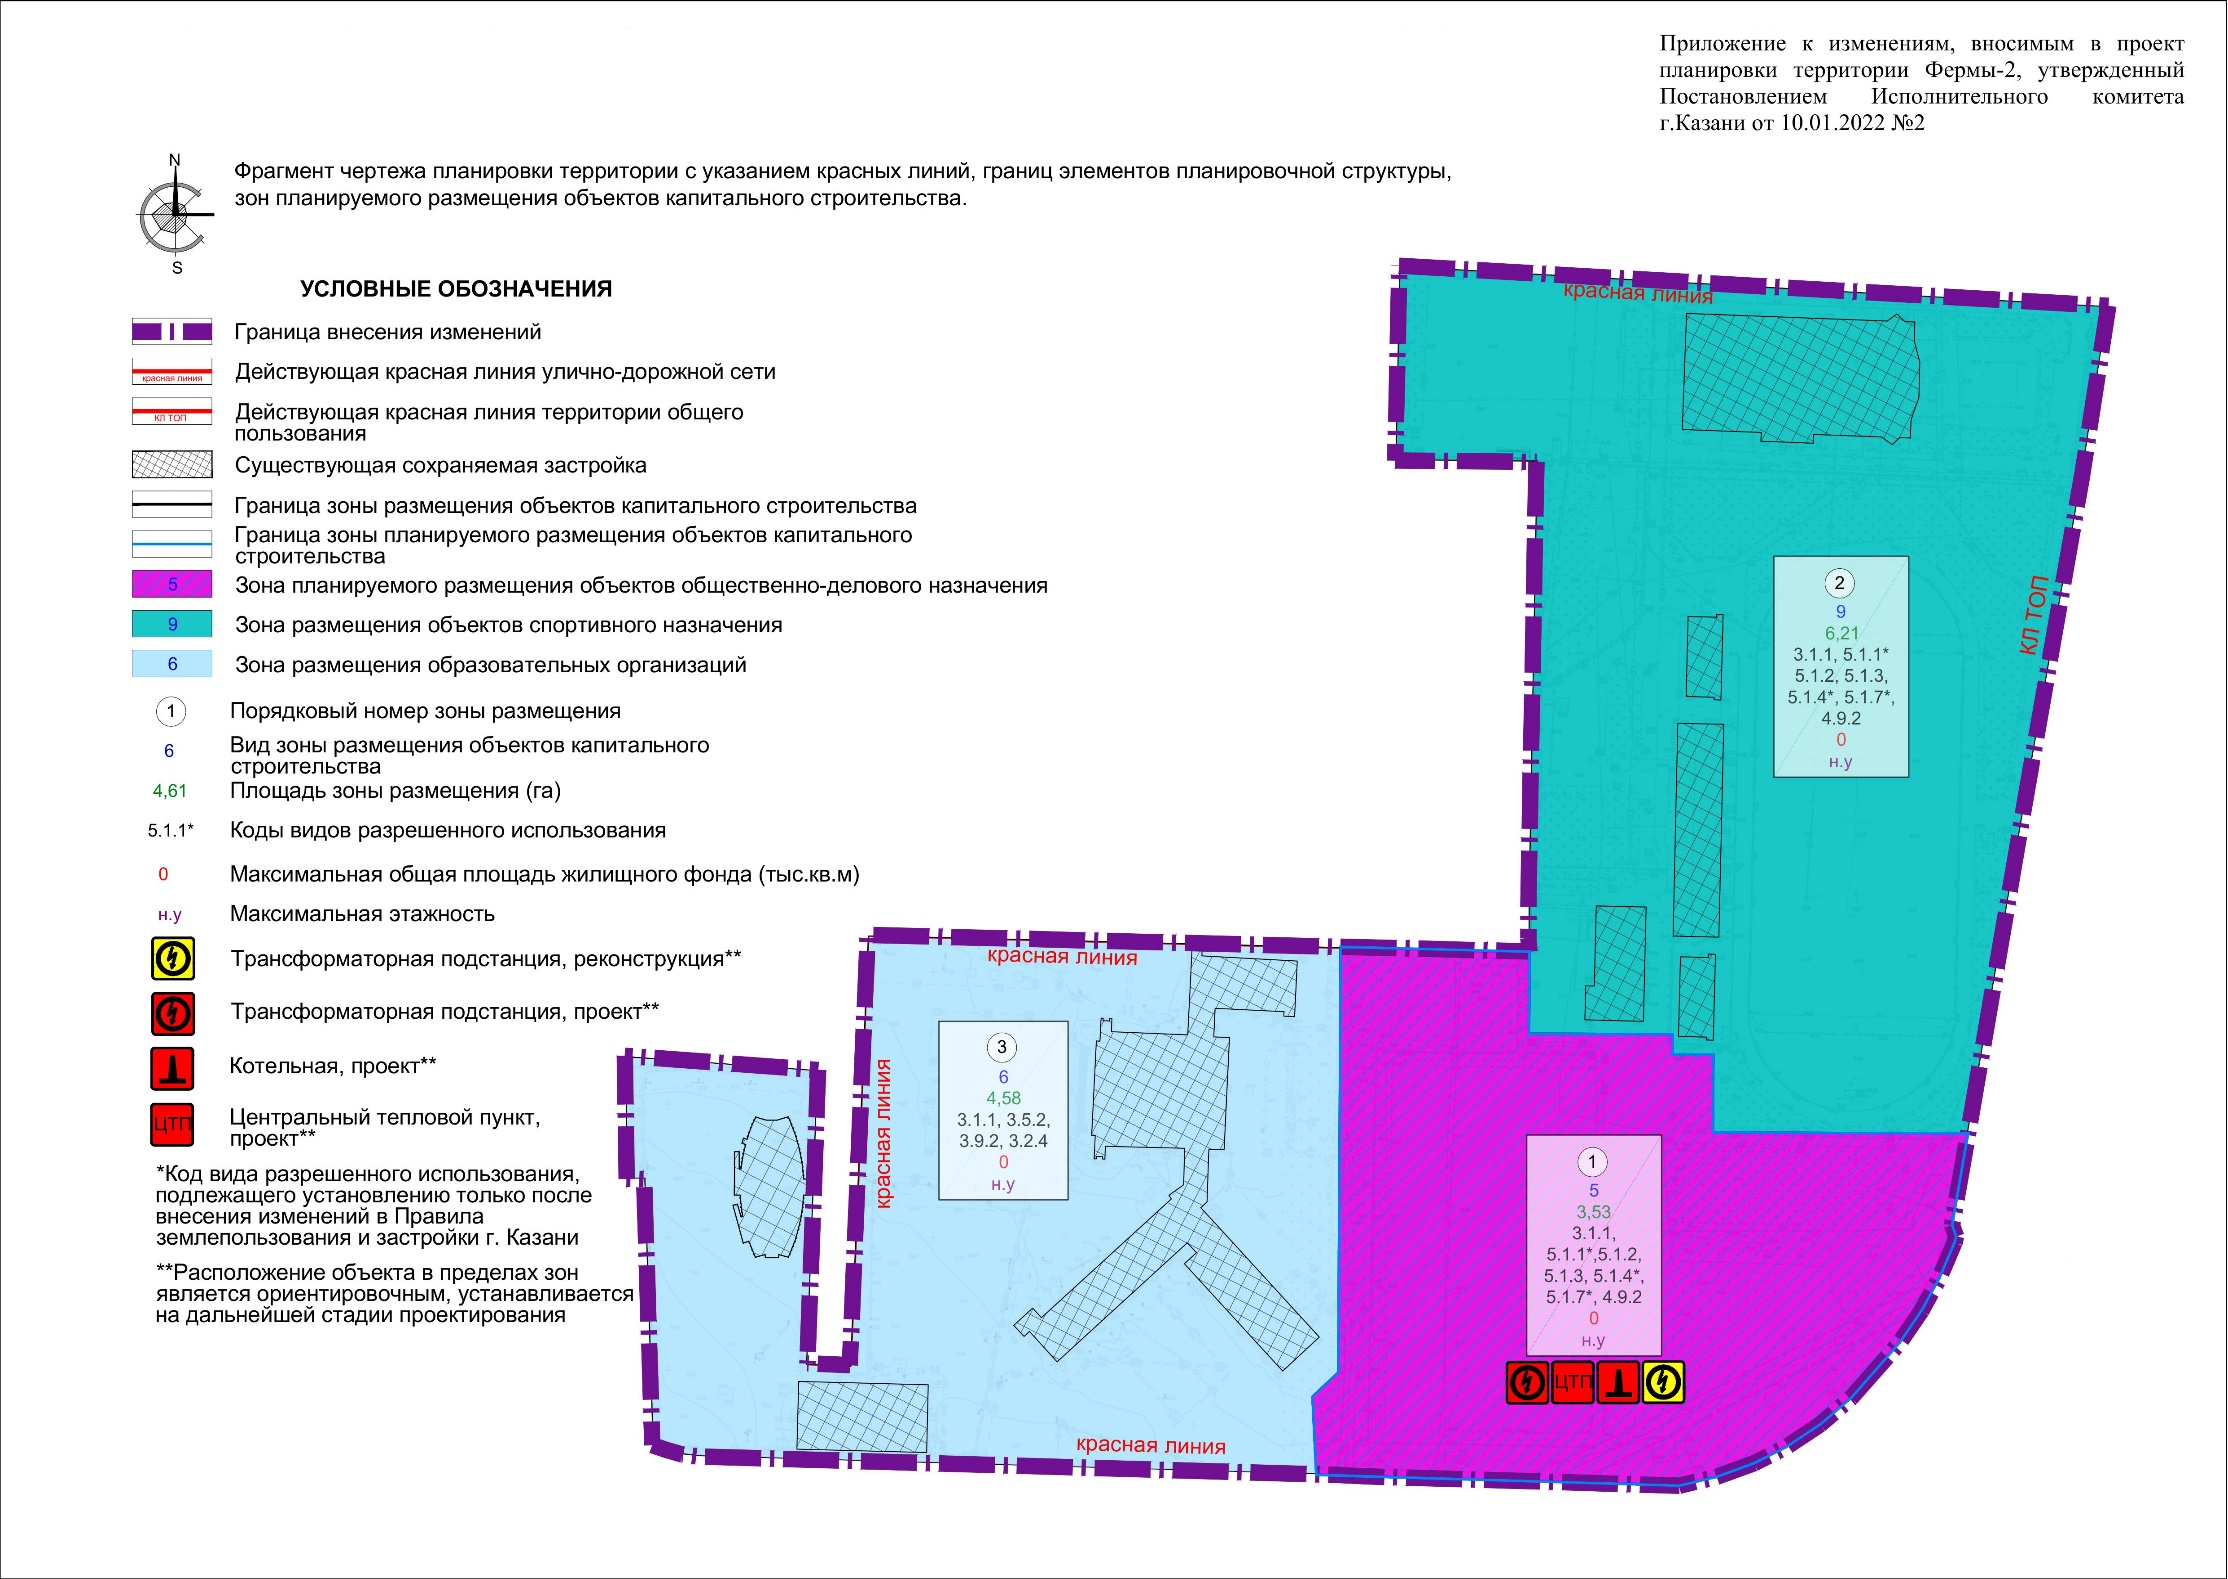 Приложение к изменениям, вносимым в проект
планировки территории Фермы-2, утвержденный
Постановлением Исполнительного комитета
г.Казани от 10.01.2022 №2
N
S
Фрагмент чертежа планировки территории с указанием красных линий, границ элементов планировочной структуры,
зон планируемого размещения объектов капитального строительства.
УСЛОВНЫЕ ОБОЗНАЧЕНИЯ
Граница внесения изменений
красная линия
Действующая красная линия улично-дорожной сети
КЛ ТОП
Действующая красная линия территории общего
пользования
Существующая сохраняемая застройка
Граница зоны размещения объектов капитального строительства
Граница зоны планируемого размещения объектов капитального
строительства
5
Зона планируемого размещения объектов общественно-делового назначения
9
Зона размещения объектов спортивного назначения
6
Зона размещения образовательных организаций
1
Порядковый номер зоны размещения
6
Вид зоны размещения объектов капитального
строительства
4,61
Площадь зоны размещения (га)
5.1.1*
Коды видов разрешенного использования
0
Максимальная общая площадь жилищного фонда (тыс.кв.м)
н.у
Максимальная этажность
Трансформаторная подстанция, реконструкция**
Трансформаторная подстанция, проект**
Котельная, проект**
ЦТП
Центральный тепловой пункт,
проект**
*Код вида разрешенного использования,
подлежащего установлению только после
внесения изменений в Правила
землепользования и застройки г. Казани
**Расположение объекта в пределах зон
является ориентировочным, устанавливается
на дальнейшей стадии проектирования
красная линия
КЛ ТОП
2
9
6,21
3.1.1, 5.1.1*
5.1.2, 5.1.3,
5.1.4*, 5.1.7*,
4.9.2
0
н.у
красная линия
красная линия
3
6
4,58
3.1.1, 3.5.2,
3.9.2, 3.2.4
0
н.у
красная линия
1
5
3,53
3.1.1,
5.1.1*,5.1.2,
5.1.3, 5.1.4*,
5.1.7*, 4.9.2
0
н.у
ЦТП